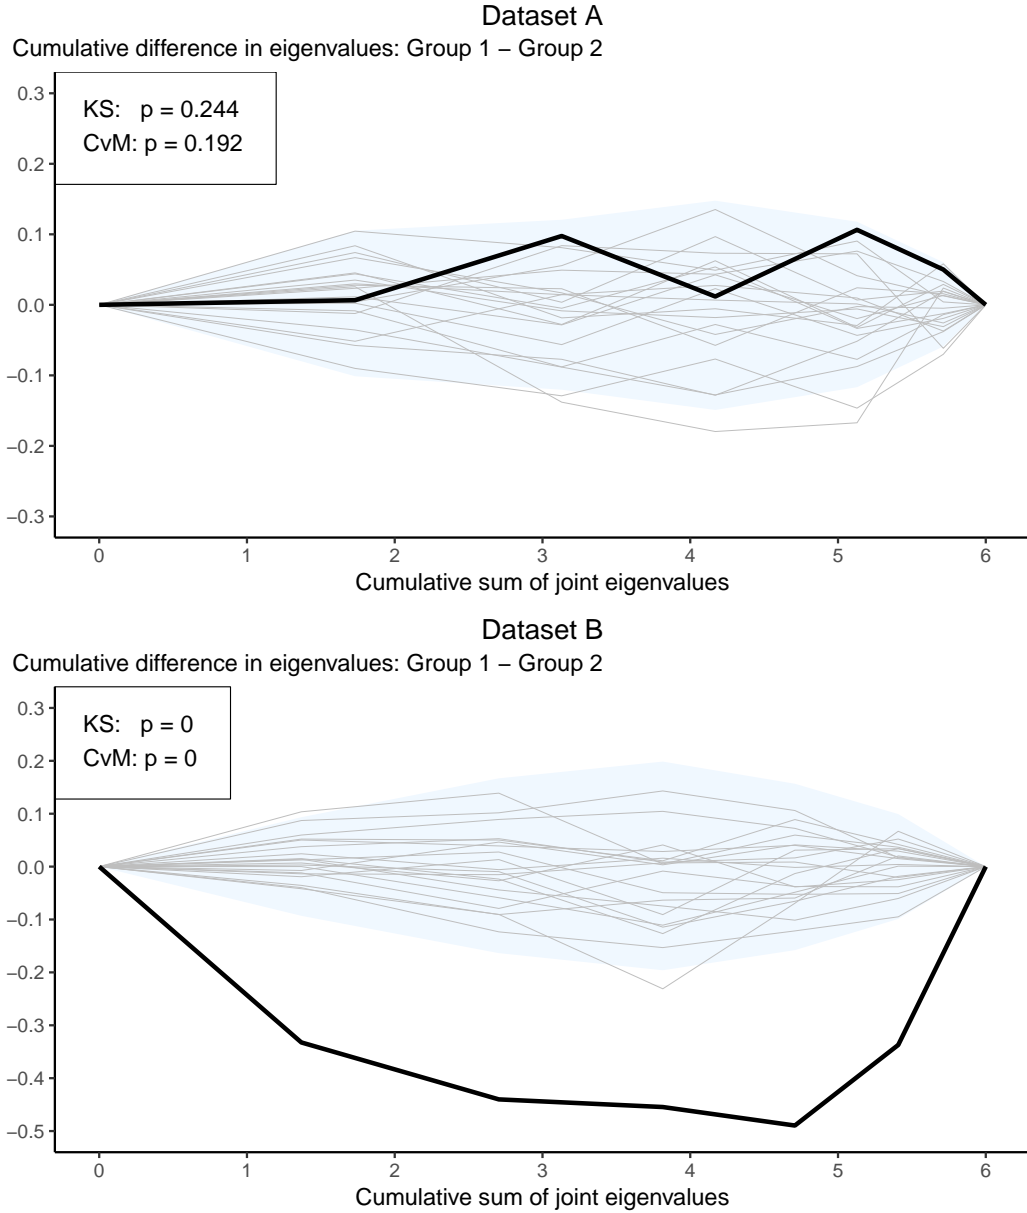 Dataset A
Cumulative difference in eigenvalues: Group 1 − Group 2
KS: p = 0.244
CvM: p = 0.192
0.3
0.2
0.1
0.0
−0.1
−0.2
−0.3
0 1 2 3 4 5 6
Cumulative sum of joint eigenvalues
Dataset B
Cumulative difference in eigenvalues: Group 1 − Group 2
KS: p = 0
CvM: p = 0
0.3
0.2
0.1
0.0
−0.1
−0.2
−0.3
−0.4
−0.5
0 1 2 3 4 5 6
Cumulative sum of joint eigenvalues